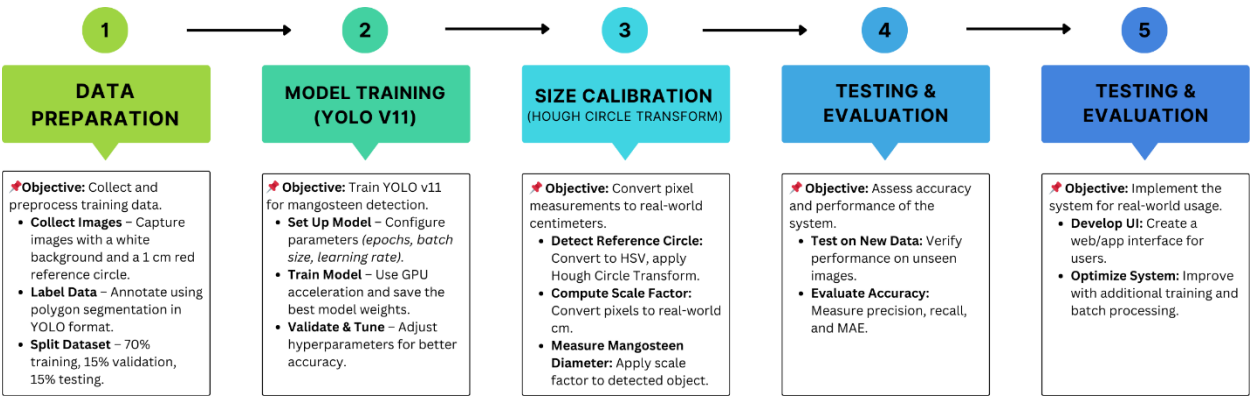 1
DATA
PREPARATION
📌Objective: Collect and
preprocess training data.
• Collect Images – Capture
images with a white
background and a 1 cm red
reference circle.
• Label Data – Annotate using
polygon segmentation in
YOLO format.
• Split Dataset – 70%
training, 15% validation,
15% testing.
2
MODEL TRAINING
(YOLO V11)
📌 Objective: Train YOLO v11
for mangosteen detection.
• Set Up Model – Configure
parameters (epochs, batch
size, learning rate).
• Train Model – Use GPU
acceleration and save the
best model weights.
• Validate & Tune – Adjust
hyperparameters for better
accuracy.
3
SIZE CALIBRATION
(HOUGH CIRCLE TRANSFORM)
📌 Objective: Convert pixel
measurements to real-world
centimeters.
• Detect Reference Circle:
Convert to HSV, apply
Hough Circle Transform.
• Compute Scale Factor:
Convert pixels to real-world
cm.
• Measure Mangosteen
Diameter: Apply scale
factor to detected object.
4
TESTING &
EVALUATION
📌 Objective: Assess accuracy
and performance of the
system.
• Test on New Data: Verify
performance on unseen
images.
• Evaluate Accuracy:
Measure precision, recall,
and MAE.
5
TESTING &
EVALUATION
📌 Objective: Implement the
system for real-world usage.
• Develop UI: Create a
web/app interface for
users.
• Optimize System: Improve
with additional training and
batch processing.